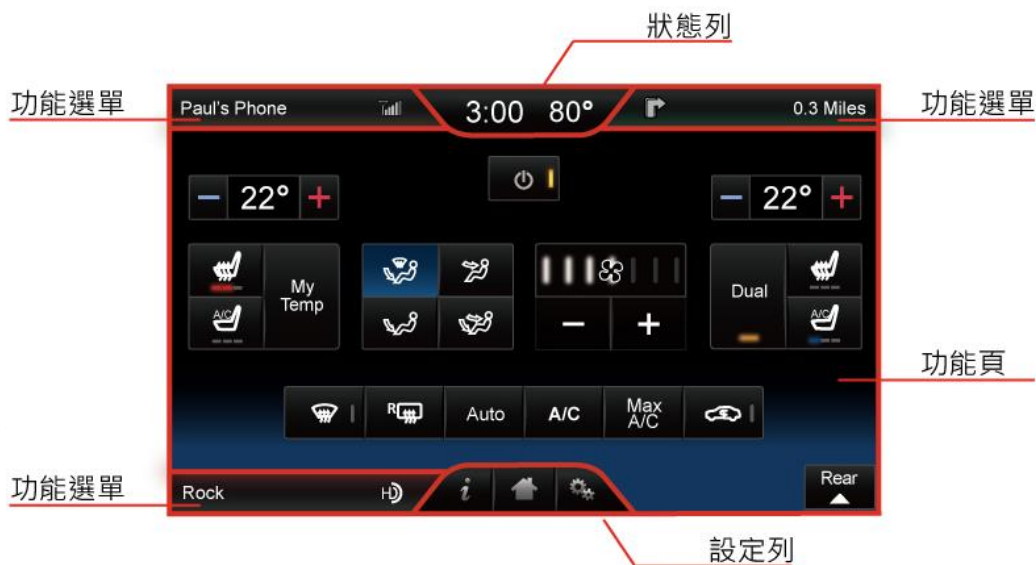 狀態列
功能選單
Paul's Phone
3:00 80°
0.3 Miles
功能選單
22°
22°
My
Temp
A/C
Dual
A/C
功能頁
R
Auto
A/C
Max
A/C
功能選單
Rock
HD
i
Rear
設定列